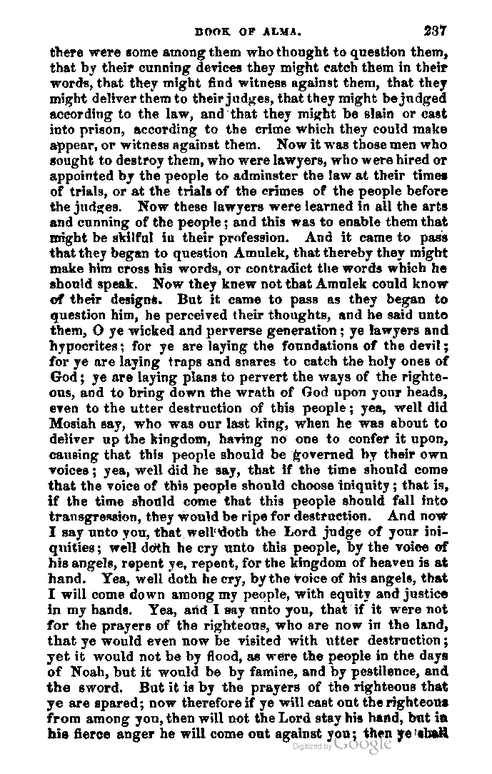 BOOK OF ALMA. 237
there were some among them who thought to question them,
that by their cunning devices they might catch them in their
words, that they might find witness against them, that they
might deliver them to their judges, that they might be judged
according to the law, and that they might be slain or cast
into prison, according to the crime which they could make
appear, or witness against them. Now it was those men who
sought to destroy them, who were lawyers, who were hired or
appointed by the people to adminster the law at their times
of trials, or at the trials of the crimes of the people before
the judges. Now these lawyers were learned in all the arts
and cunning of the people; and this was to enable them that
might be skilful in their profession. And it came to pass
that they began to question Amulek, that thereby they might
make him cross his words, or contradict the words which he
should speak. Now they knew not that Amulek could know
of their designs. But it came to pass as they began to
question him, he perceived their thoughts, and he said unto
them, O ye wicked and perverse generation; ye lawyers and
hypocrites; for ye are laying the foundations of the devil;
for ye are laying traps and snares to catch the holy ones of
God; ye are laying plans to pervert the ways of the righte-
ous, and to bring down the wrath of God upon your heads,
even to the utter destruction of this people; yea, well did
Mosiah say, who was our last king, when he was about to
deliver up the kingdom, having no one to confer it upon,
causing that this people should be governed by their own
voices; yea, well did he say, that if the time should come
that the voice of this people should choose iniquity; that is,
if the time should come that this people should fall into
transgression, they would be ripe for destruction. And now
I say unto you, that well doth the Lord judge of your ini-
quities; well doth he cry unto this people, by the voice of
his angels, repent ye, repent, for the kingdom of heaven is at
hand. Yea, well doth he cry, by the voice of his angels, that
I will come down among my people, with equity and justice
in my hands. Yea, and I say unto you, that if it were not
for the prayers of the righteous, who are now in the land,
that ye would even now be visited with utter destruction;
yet it would not be by flood, as were the people in the days
of Noah, but it would be by famine, and by pestilence, and
the sword. But it is by the prayers of the righteous that
ye are spared; now therefore if ye will cast out the righteous
from among you, then will not the Lord stay his hand, but in
his fierce anger he will come out against you; then ye shall
Digitized by Google